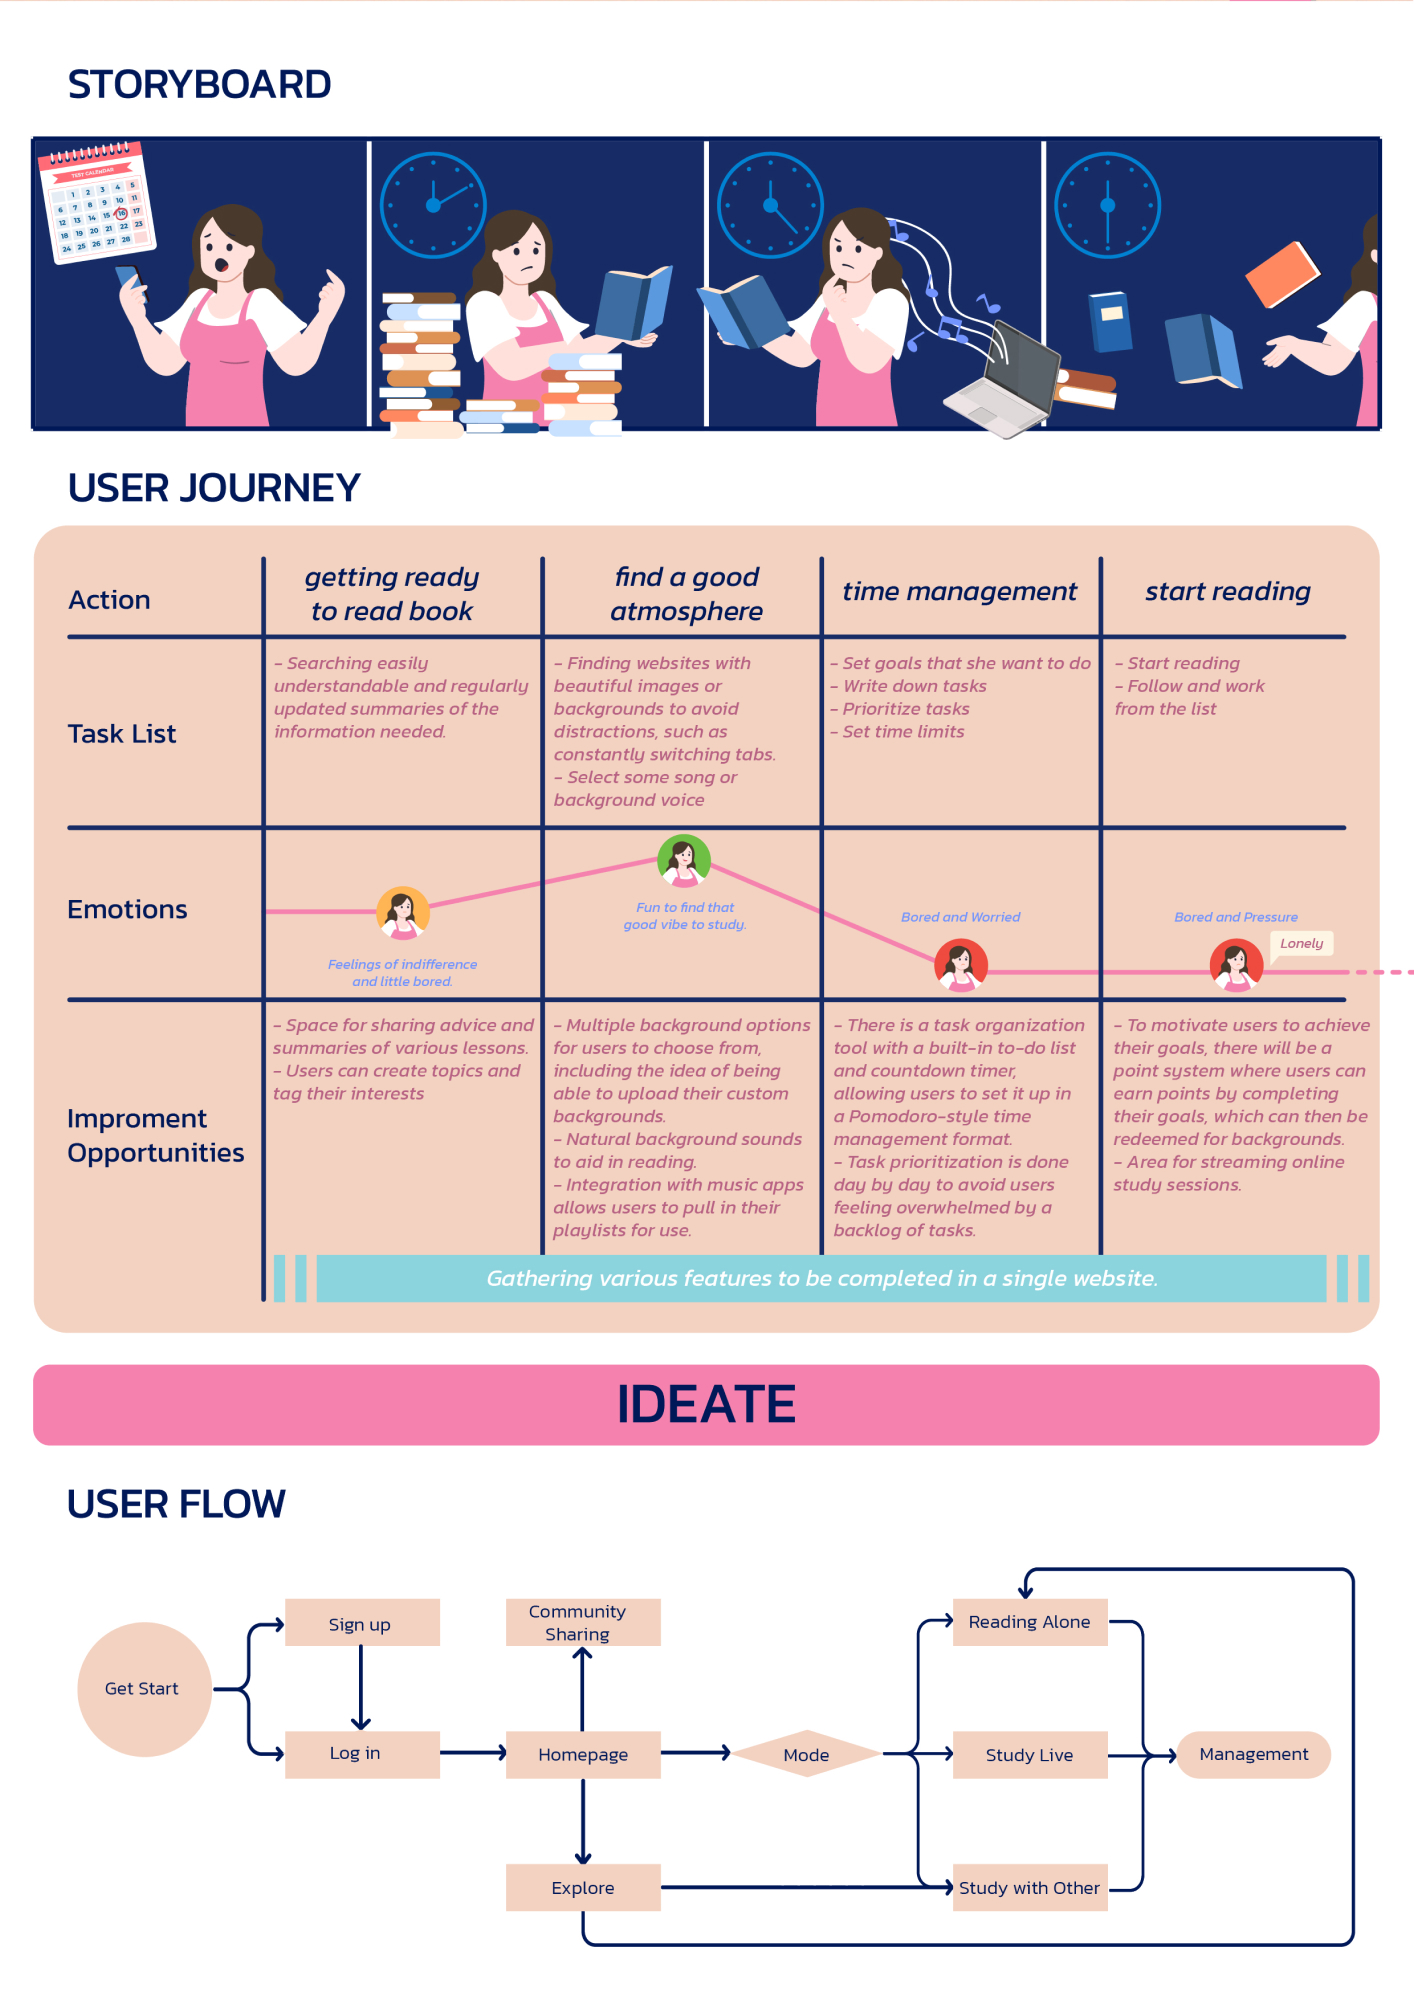 STORYBOARD
TEST CALENDAR
1 2 3 4 5
6 7 8 9 10 11
12 13 14 15 16 17
18 19 20 21 22 23
24 25 26 27 28
USER JOURNEY
Action
getting ready
to read book
find a good
atmosphere
time management
start reading
Task List
- Searching easily
understandable and regularly
updated summaries of the
information needed.
- Finding websites with
beautiful images or
backgrounds to avoid
distractions, such as
constantly switching tabs.
- Select some song or
background voice
- Set goals that she want to do
- Write down tasks
- Prioritize tasks
- Set time limits
- Start reading
- Follow and work
from the list
Emotions
Feelings of indifference
and little bored.
Fun to find that
good vibe to study.
Bored and Worried
Bored and Pressure
Lonely
Improment
Opportunities
- Space for sharing advice and
summaries of various lessons.
- Users can create topics and
tag their interests
- Multiple background options
for users to choose from,
including the idea of being
able to upload their custom
backgrounds.
- Natural background sounds
to aid in reading.
- Integration with music apps
allows users to pull in their
playlists for use.
- There is a task organization
tool with a built-in to-do list
and countdown timer,
allowing users to set it up in
a Pomodoro-style time
management format.
- Task prioritization is done
day by day to avoid users
feeling overwhelmed by a
backlog of tasks.
- To motivate users to achieve
their goals, there will be a
point system where users can
earn points by completing
their goals, which can then be
redeemed for backgrounds.
- Area for streaming online
study sessions.
Gathering various features to be completed in a single website.
IDEATE
USER FLOW
Get Start
Sign up
Log in
Community
Sharing
Homepage
Explore
Mode
Reading Alone
Study Live
Study with Other
Management